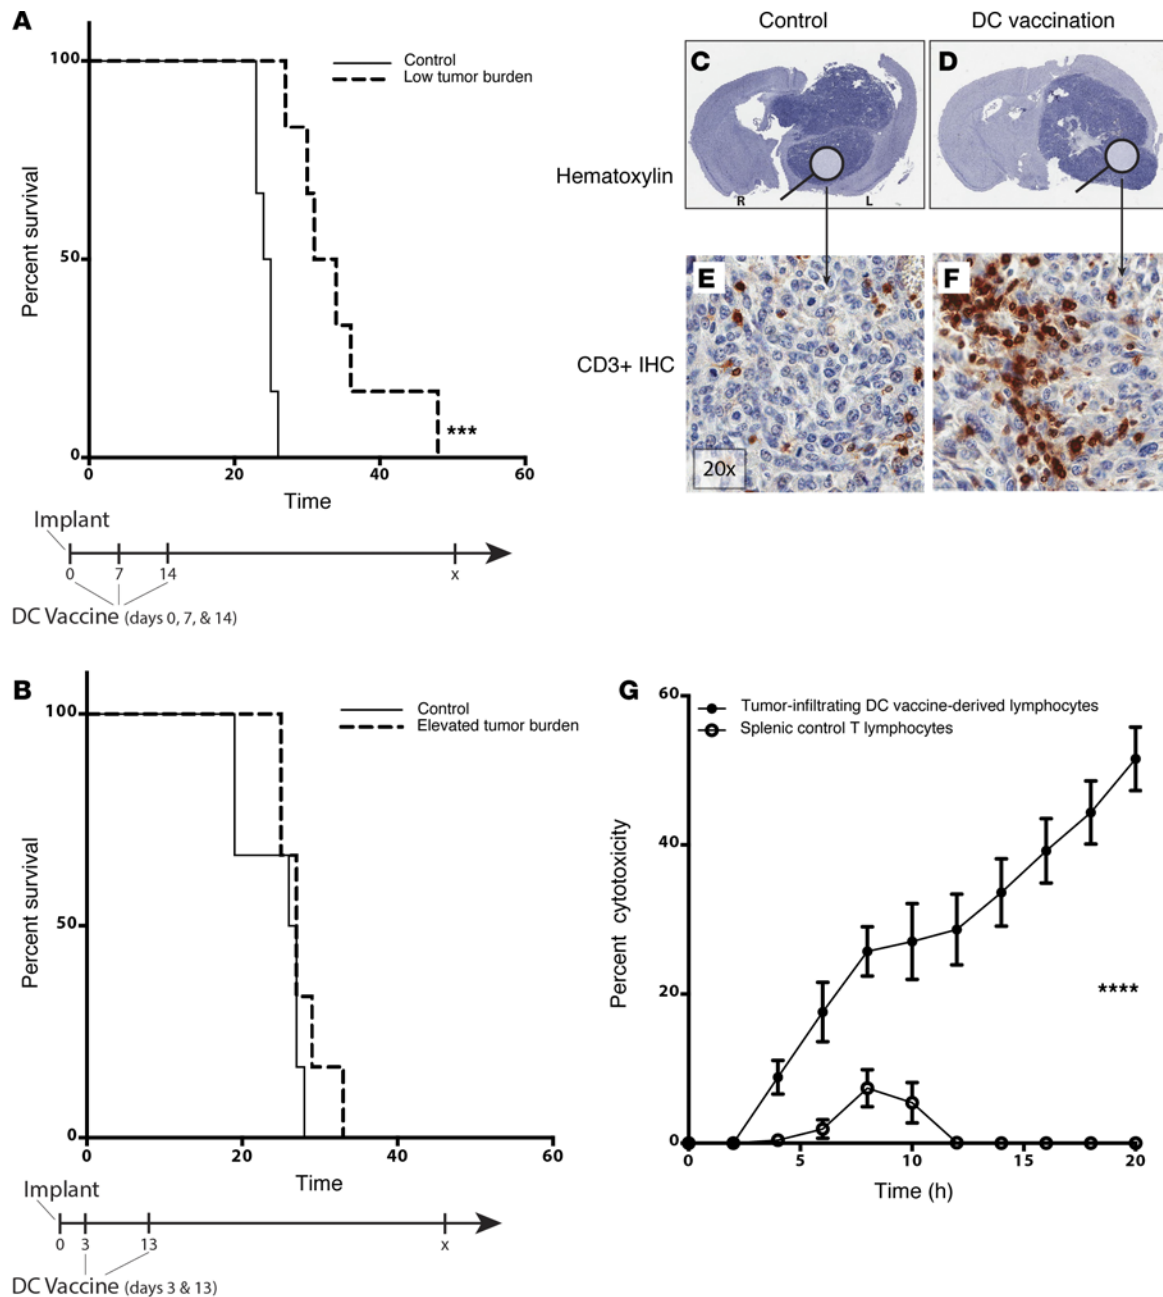 A
100
50
0
0
20
40
60
Percent survival
Time
Control
Low tumor burden
***
Implant
0
7
14
x
DC Vaccine (days 0, 7, & 14)
B
100
50
0
0
20
40
60
Percent survival
Time
Control
Elevated tumor burden
Implant
0
3
13
x
DC Vaccine (days 3 & 13)
Control
DC vaccination
Hematoxylin
C
R
L
D
CD3+ IHC
E
20x
F
G
60
40
20
0
0
5
10
15
20
Percent cytotoxicity
Time (h)
Tumor-infiltrating DC vaccine-derived lymphocytes
Splenic control T lymphocytes
****